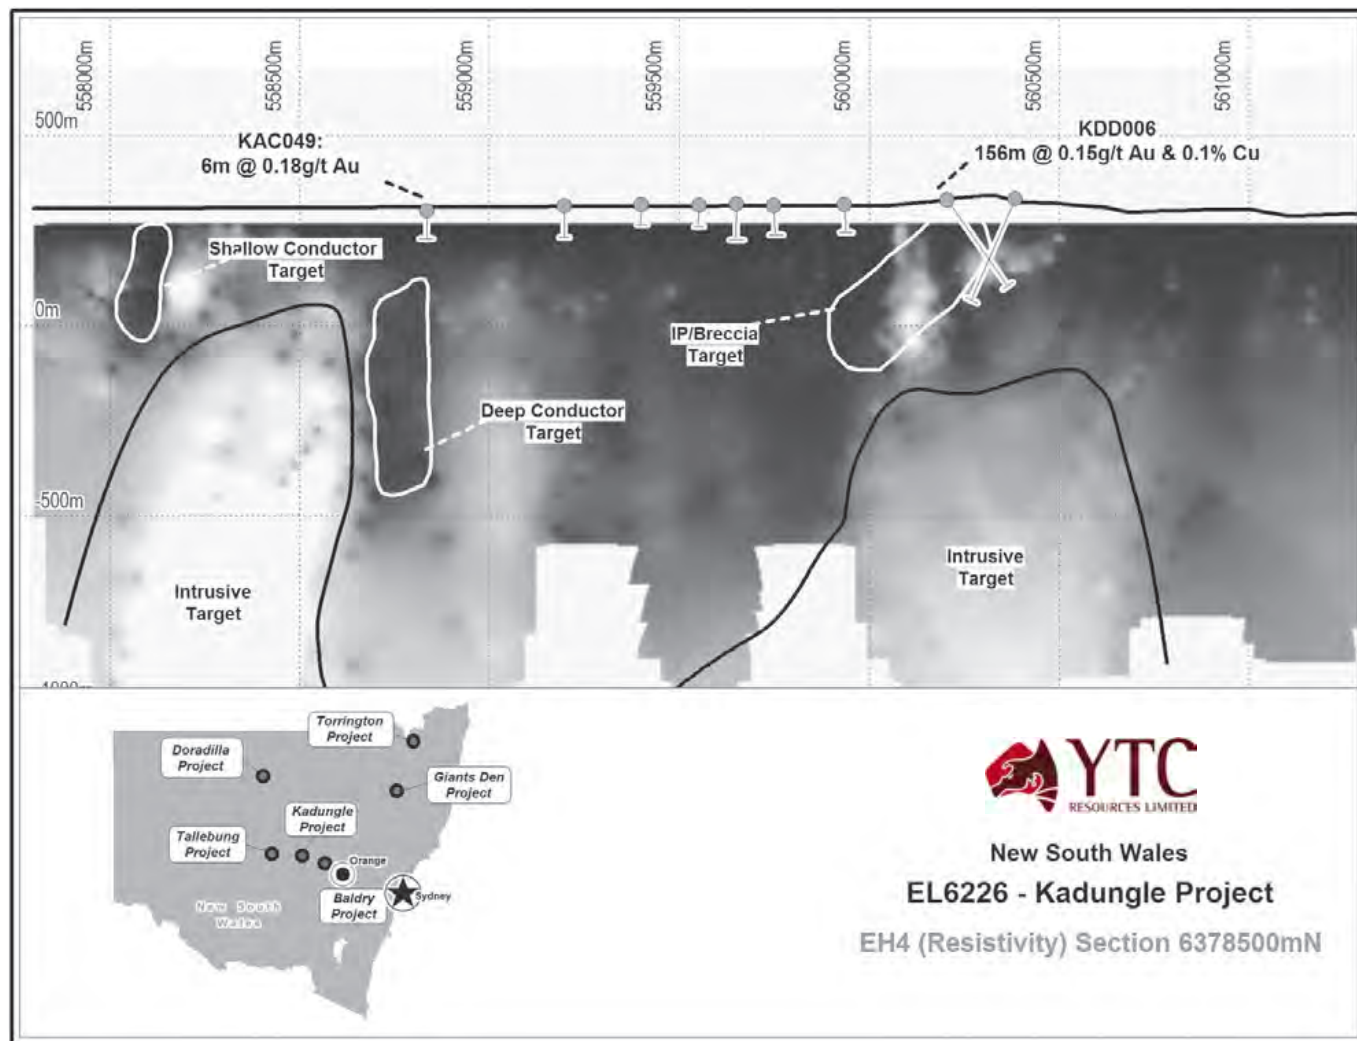 558000m
558500m
559000m
559500m
560000m
560500m
561000m
500m
KAC049:
6m @ 0.18g/t Au
KDD006
156m @ 0.15g/t Au & 0.1% Cu
Shallow Conductor
Target
0m
IP/Breccia
Target
Deep Conductor
Target
-500m
Intrusive
Target
Intrusive
Target
-1000m
Torrington
Project
Doradilla
Project
Giants Den
Project
Kadungle
Project
Tallebung
Project
Orange
Baldry
Project
Sydney
New South
Wales
YTC
RESOURCES LIMITED
New South Wales
EL6226 - Kadungle Project
EH4 (Resistivity) Section 6378500mN